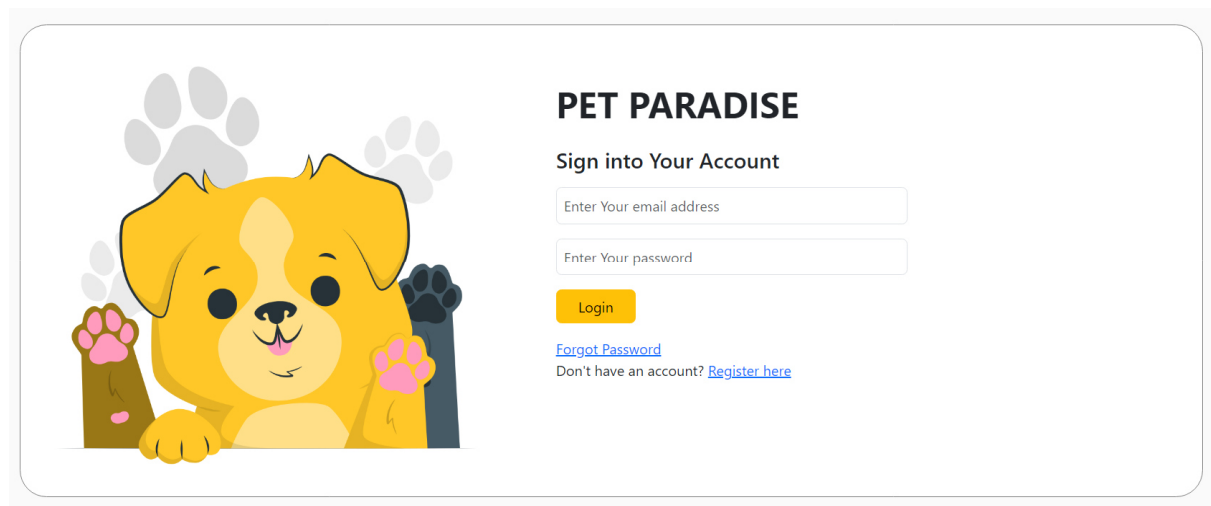 PET PARADISE
Sign into Your Account
Enter Your email address
Enter Your password
Login
Forgot Password
Don't have an account? Register here